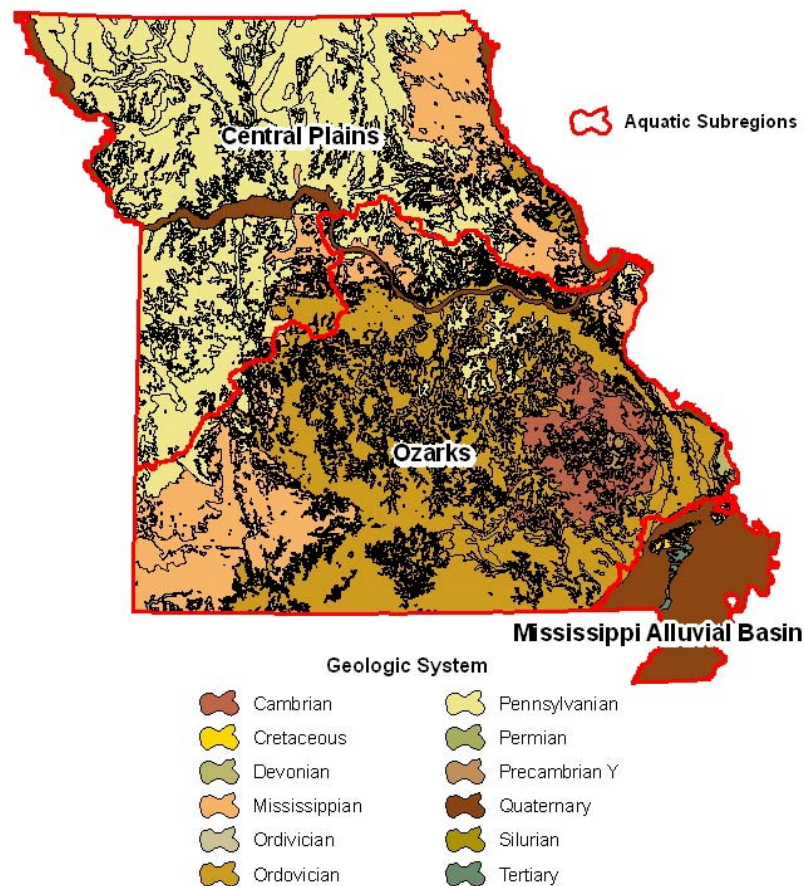 Central Plains
Aquatic Subregions
Ozarks
Mississippi Alluvial Basin
Geologic System
Cambrian
Cretaceous
Devonian
Mississippian
Ordivician
Ordovician
Pennsylvanian
Permian
Precambrian Y
Quaternary
Silurian
Tertiary